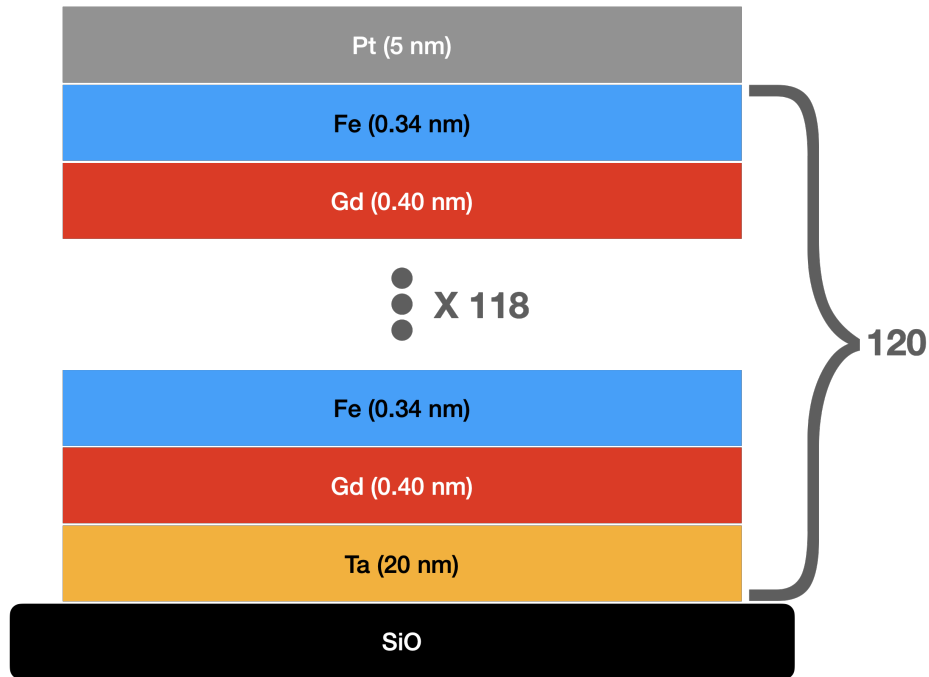 Pt (5 nm)
Fe (0.34 nm)
Gd (0.40 nm)
X 118
120
Fe (0.34 nm)
Gd (0.40 nm)
Ta (20 nm)
SiO